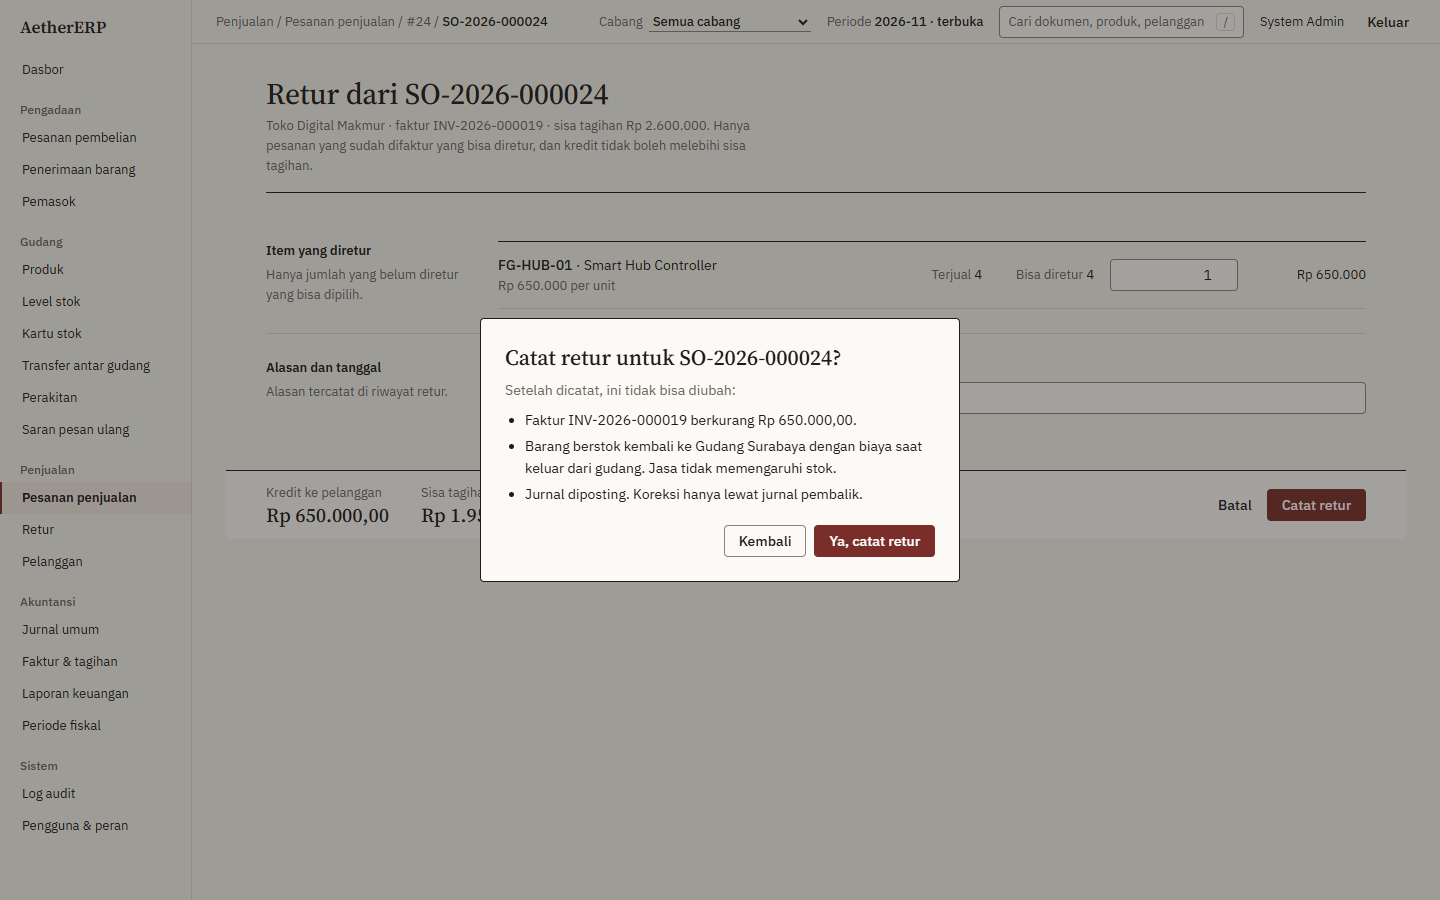 AetherERP
Dasbor
Pengadaan
Pesanan pembelian
Penerimaan barang
Pemasok
Gudang
Produk
Level stok
Kartu stok
Transfer antar gudang
Perakitan
Saran pesan ulang
Penjualan
Pesanan penjualan
Retur
Pelanggan
Akuntansi
Jurnal umum
Faktur & tagihan
Laporan keuangan
Periode fiskal
Sistem
Log audit
Pengguna & peran
Penjualan / Pesanan penjualan / #24 / SO-2026-000024
Cabang Semua cabang
Periode 2026-11 · terbuka
Cari dokumen, produk, pelanggan /
System Admin
Keluar
Retur dari SO-2026-000024
Toko Digital Makmur · faktur INV-2026-000019 · sisa tagihan Rp 2.600.000. Hanya
pesanan yang sudah difaktur yang bisa diretur, dan kredit tidak boleh melebihi sisa
tagihan.
Item yang diretur
Hanya jumlah yang belum diretur
yang bisa dipilih.
FG-HUB-01 · Smart Hub Controller
Rp 650.000 per unit
Terjual 4
Bisa diretur 4
1
Rp 650.000
Alasan dan tanggal
Alasan tercatat di riwayat retur.
Kredit ke pelanggan
Rp 650.000,00
Sisa
Rp
Batal
Catat retur
Catat retur untuk SO-2026-000024?
Setelah dicatat, ini tidak bisa diubah:
• Faktur INV-2026-000019 berkurang Rp 650.000,00.
• Barang berstok kembali ke Gudang Surabaya dengan biaya saat
keluar dari gudang. Jasa tidak memengaruhi stok.
• Jurnal diposting. Koreksi hanya lewat jurnal pembalik.
Kembali
Ya, catat retur